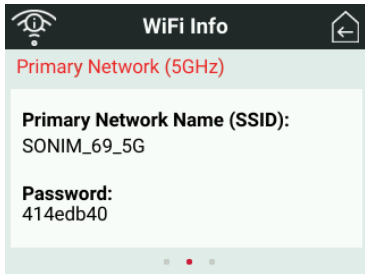 WiFi Info
Primary Network (5GHz)
Primary Network Name (SSID):
SONIM_69_5G
Password:
414edb40